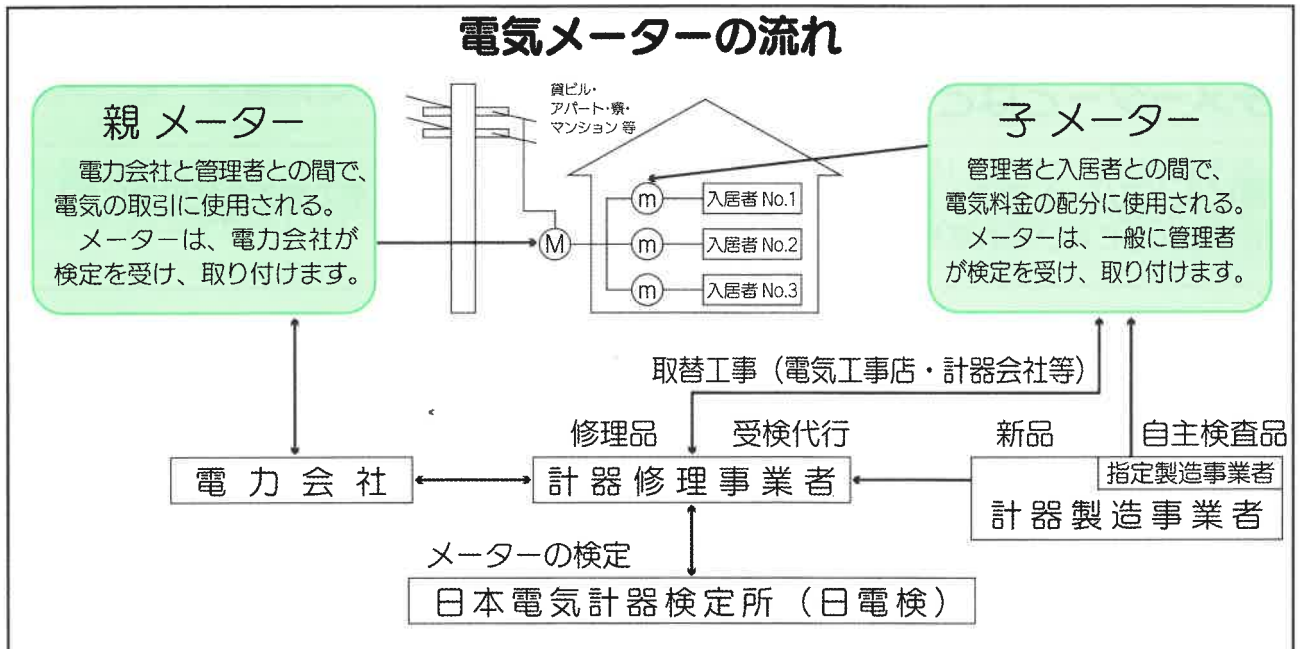 電気メーターの流れ
親 メーター
電力会社と管理者との間で、
電気の取引に使用される。
メーターは、電力会社が
検定を受け、取り付けます。
貸ビル・
アパート・寮・
マンション 等
M
m
入居者 No.1
m
入居者 No.2
m
入居者 No.3
子 メーター
管理者と入居者との間で、
電気料金の配分に使用される。
メーターは、一般に管理者
が検定を受け、取り付けます。
取替工事（電気工事店・計器会社等）
修理品 受検代行 新品 自主検査品
電力会社
計器修理事業者
指定製造事業者
計器製造事業者
メーターの検定
日本電気計器検定所（日電検）